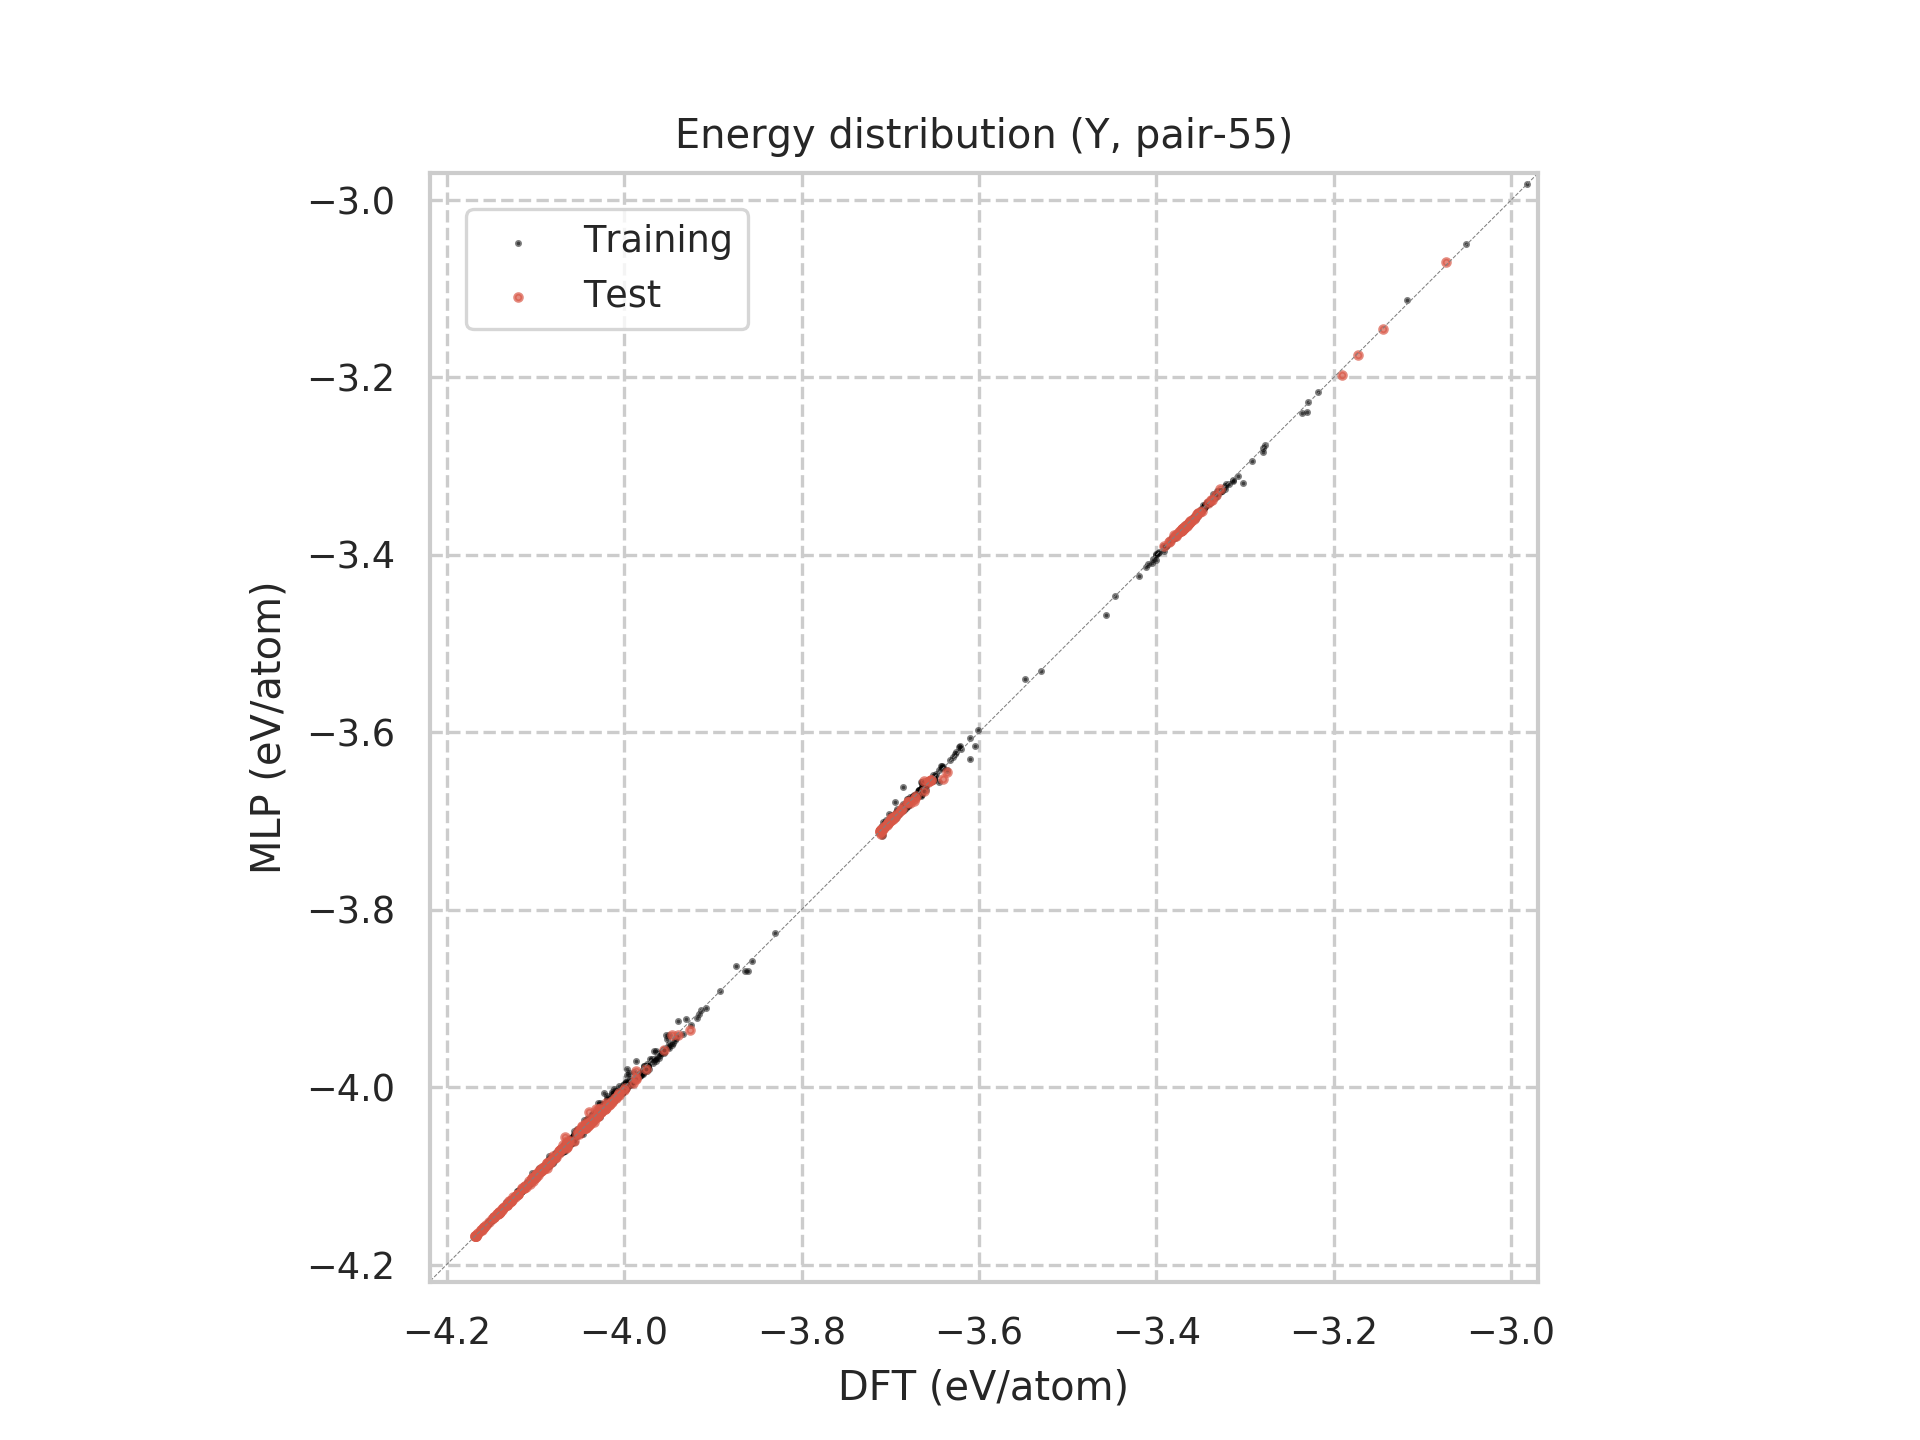 Energy distribution (Y, pair-55)
Training
Test
−3.0
−3.2
−3.4
−3.6
−3.8
−4.0
−4.2
MLP (eV/atom)
−4.2 −4.0 −3.8 −3.6 −3.4 −3.2 −3.0
DFT (eV/atom)